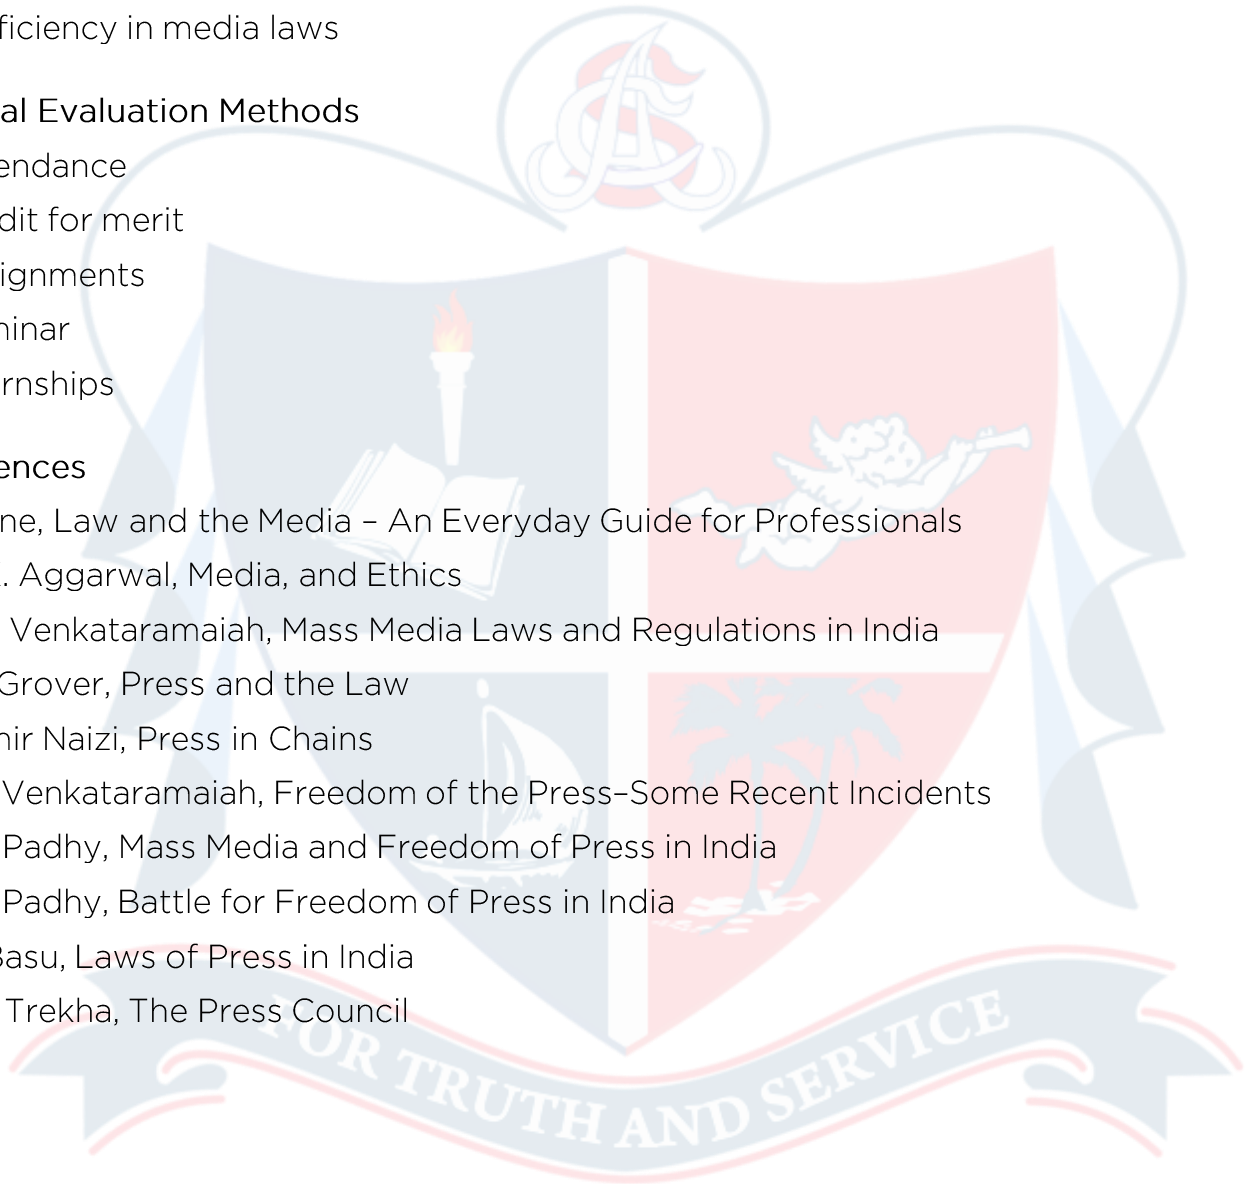 ficiency in media laws
al Evaluation Methods
endance
dit for merit
ignments
ninar
rnships
ences
ne, Law and the Media – An Everyday Guide for Professionals
. Aggarwal, Media, and Ethics
Venkataramaiah, Mass Media Laws and Regulations in India
Grover, Press and the Law
hir Naizi, Press in Chains
Venkataramaiah, Freedom of the Press–Some Recent Incidents
Padhy, Mass Media and Freedom of Press in India
Padhy, Battle for Freedom of Press in India
Basu, Laws of Press in India
Trekha, The Press Council
FOR TRUTH AND SERVICE